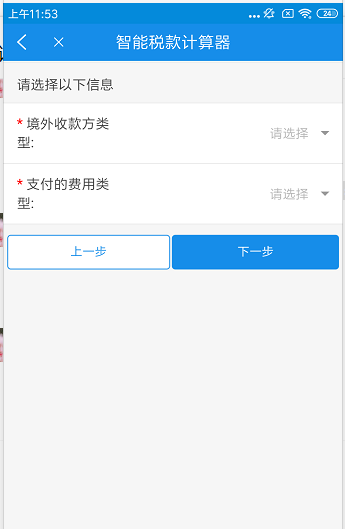 上午11:53
24
智能税款计算器
请选择以下信息
* 境外收款方类
型:
请选择
* 支付的费用类
型:
请选择
上一步
下一步